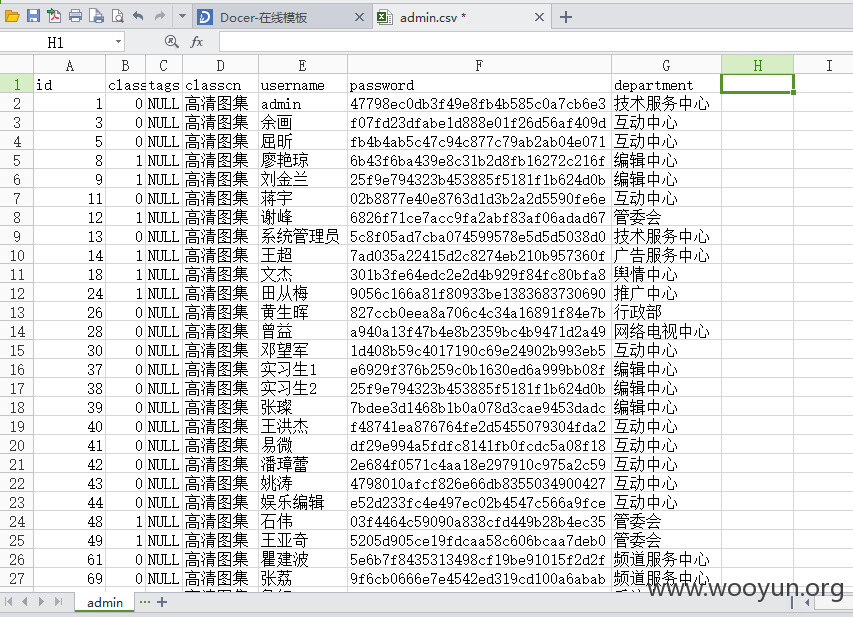 Docer-在线模板
admin.csv *
H1
fx
A B C D E F G H I
1 id class tags classcn username password department
2 1 0 NULL 高清图集 admin 47798ec0db3f49e8fb4b585c0a7cb6e3 技术服务中心
3 3 0 NULL 高清图集 余画 f07fd23dfabe1d888e01f26d56af409d 互动中心
4 5 0 NULL 高清图集 屈昕 fb4b4ab5c47c94c877c79ab2ab04e071 互动中心
5 8 1 NULL 高清图集 廖艳琼 6b43f6ba439e8c31b2d8fb16272c216f 编辑中心
6 9 1 NULL 高清图集 刘金兰 25f9e794323b453885f5181f1b624d0b 编辑中心
7 11 0 NULL 高清图集 蒋宇 02b8877e40e8763d1d3b2a2d5590fe6e 互动中心
8 12 1 NULL 高清图集 谢峰 6826f71ce7acc9fa2abf83af06adad67 管委会
9 13 0 NULL 高清图集 系统管理员 5c8f05ad7cba074599578e5d5d5038d0 技术服务中心
10 14 1 NULL 高清图集 王超 7ad035a22415d2c8274eb210b957360f 广告服务中心
11 18 1 NULL 高清图集 文杰 301b3fe64edc2e2d4b929f84fc80bfa8 舆情中心
12 24 1 NULL 高清图集 田从梅 9056c166a81f80933be1383683730690 推广中心
13 26 0 NULL 高清图集 黄生晖 827ccb0eea8a706c4c34a16891f84e7b 行政部
14 28 0 NULL 高清图集 曾益 a940a13f47b4e8b2359bc4b9471d2a49 网络电视中心
15 30 0 NULL 高清图集 邓望军 1d408b59c4017190c69e24902b993eb5 互动中心
16 37 0 NULL 高清图集 实习生1 e6929f376b259c0b1630ed6a999bb08f 编辑中心
17 38 0 NULL 高清图集 实习生2 25f9e794323b453885f5181f1b624d0b 编辑中心
18 39 0 NULL 高清图集 张璨 7bdee3d1468b1b0a078d3cae9453dadc 编辑中心
19 40 0 NULL 高清图集 王洪杰 f48741ea876764fe2d5455079304fda2 互动中心
20 41 0 NULL 高清图集 易微 df29e994a5fdfc8141fb0fcdc5a08f18 互动中心
21 42 0 NULL 高清图集 潘璋蕾 2e684f0571c4aa18e297910c975a2c59 互动中心
22 43 0 NULL 高清图集 姚涛 4798010afcf826e66db8355034900427 互动中心
23 44 0 NULL 高清图集 娱乐编辑 e52d233fc4e497ec02b4547c566a9fce 互动中心
24 48 1 NULL 高清图集 石伟 03f4464c59090a838cfd449b28b4ec35 管委会
25 49 1 NULL 高清图集 王亚奇 5205d905ce19fdcaa58c606bcaa7deb0 管委会
26 61 0 NULL 高清图集 瞿建波 5e6b7f8435313498cf19be91015f2d2f 频道服务中心
27 69 0 NULL 高清图集 张荔 9f6cb0666e7e4542ed319cd100a6abab 频道服务中心
www.wooyun.org
admin